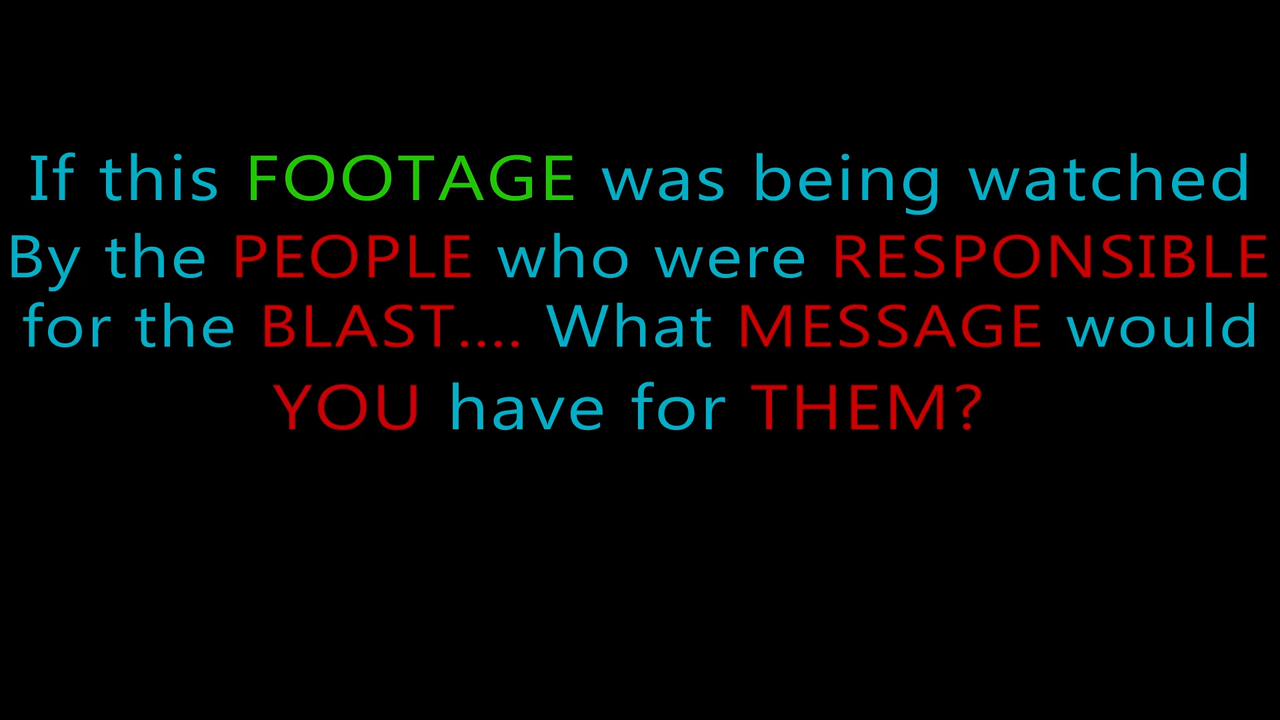 If this FOOTAGE was being watched
By the PEOPLE who were RESPONSIBLE
for the BLAST.... What MESSAGE would
YOU have for THEM?